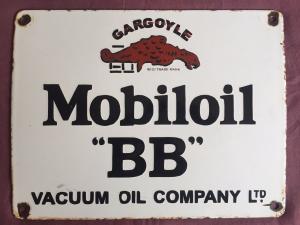 GARGOYLE
Mobiloil
"BB"
VACUUM OIL COMPANY LTD